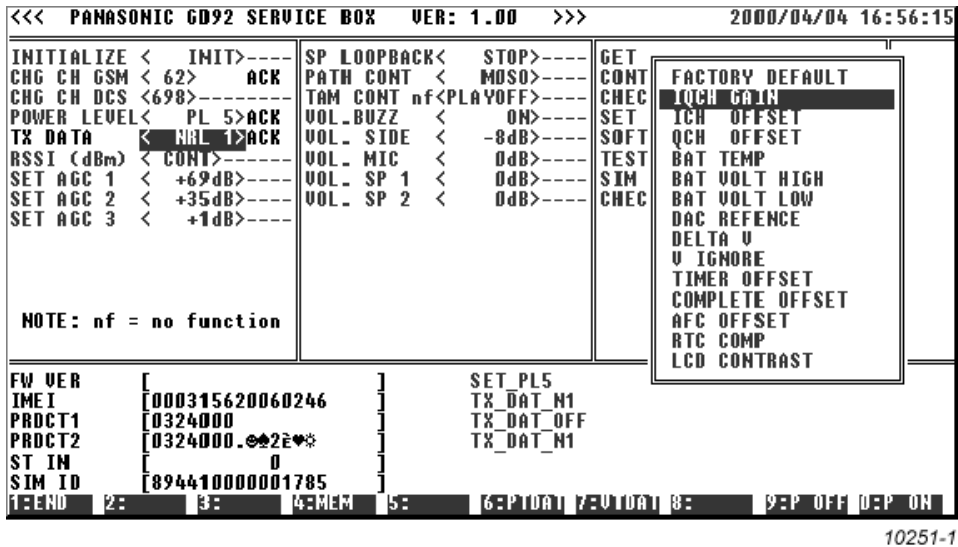 <<< PANASONIC GD92 SERVICE BOX VER: 1.00 >>> 2000/04/04 16:56:15
INITIALIZE < INIT>----
CHG CH GSM < 62> ACK
CHG CH DCS <698>---------
POWER LEVEL< PL 5>ACK
TX DATA < NRL 1>ACK
RSSI (dBm) < CONT>-------
SET AGC 1 < +69dB>----
SET AGC 2 < +35dB>----
SET AGC 3 < +1dB>----
NOTE: nf = no function
SP LOOPBACK< STOP>----
PATH CONT < M0S0>----
TAM CONT nf<PLAYOFF>----
VOL.BUZZ < 0N>----
VOL. SIDE < -8dB>----
VOL. MIC < 0dB>----
VOL. SP 1 < 0dB>----
VOL. SP 2 < 0dB>----
GET
CONT
CHEC
SET
SOFT
TEST
SIM
CHEC
FACTORY DEFAULT
IQCH GAIN
ICH OFFSET
QCH OFFSET
BAT TEMP
BAT VOLT HIGH
BAT VOLT LOW
DAC REFENCE
DELTA V
V IGNORE
TIMER OFFSET
COMPLETE OFFSET
AFC OFFSET
RTC COMP
LCD CONTRAST
FW VER [ ]
IMEI [000315620060246 ]
PRDCT1 [0324000 ]
PRDCT2 [0324000.☻♠2è♥☼ ]
ST IN [ 0 ]
SIM ID [894410000001785 ]
SET_PL5
TX_DAT_N1
TX_DAT_OFF
TX_DAT_N1
1:END 2: 3: 4:MEM 5: 6:PTDAT 7:VTDAT 8: 9:P OFF 0:P ON
10251-1